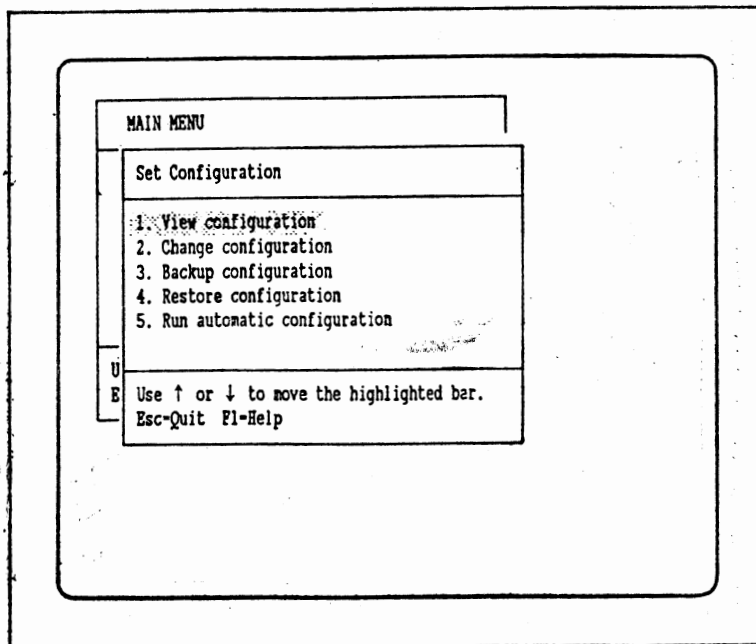 MAIN MENU
Set Configuration
1. View configuration
2. Change configuration
3. Backup configuration
4. Restore configuration
5. Run automatic configuration
U
E
Use ↑ or ↓ to move the highlighted bar.
Esc-Quit F1-Help